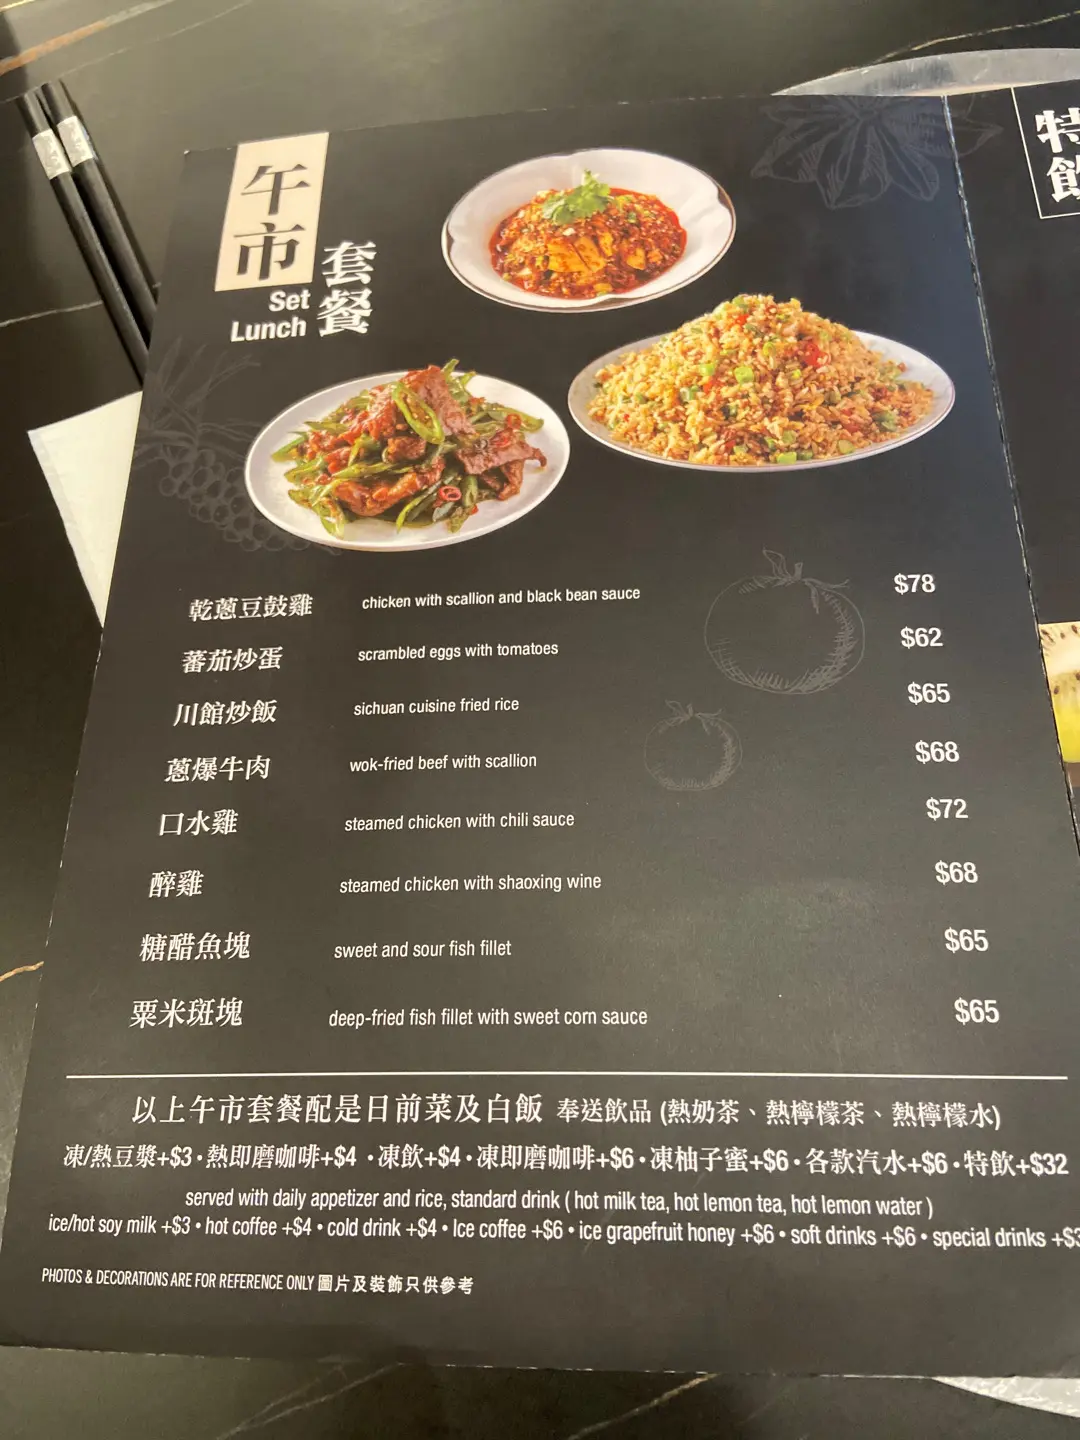 午市
套餐
Set
Lunch
特
飲
乾蔥豆鼓雞 chicken with scallion and black bean sauce $78
蕃茄炒蛋 scrambled eggs with tomatoes $62
川館炒飯 sichuan cuisine fried rice $65
蔥爆牛肉 wok-fried beef with scallion $68
口水雞 steamed chicken with chili sauce $72
醉雞 steamed chicken with shaoxing wine $68
糖醋魚塊 sweet and sour fish fillet $65
粟米斑塊 deep-fried fish fillet with sweet corn sauce $65
以上午市套餐配是日前菜及白飯 奉送飲品 (熱奶茶、熱檸檬茶、熱檸檬水)
凍/熱豆漿+$3 • 熱即磨咖啡+$4 • 凍飲+$4 • 凍即磨咖啡+$6 • 凍柚子蜜+$6 • 各款汽水+$6 • 特飲+$32
served with daily appetizer and rice, standard drink ( hot milk tea, hot lemon tea, hot lemon water )
ice/hot soy milk +$3 • hot coffee +$4 • cold drink +$4 • Ice coffee +$6 • ice grapefruit honey +$6 • soft drinks +$6 • special drinks +$3
PHOTOS & DECORATIONS ARE FOR REFERENCE ONLY 圖片及裝飾只供參考